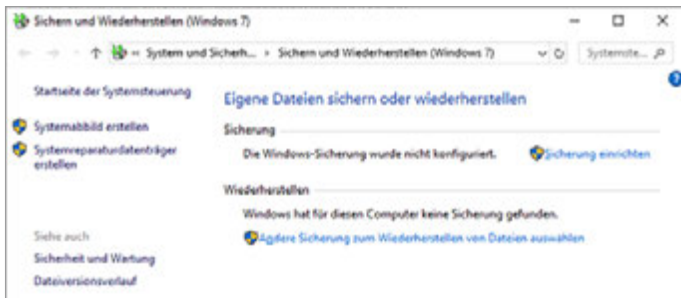 Sichern und Wiederherstellen (Windows 7)
« System und Sicherh... › Sichern und Wiederherstellen (Windows 7)
Systemste...
Startseite der Systemsteuerung
Systemabbild erstellen
Systemreparaturdatenträger
erstellen
Siehe auch
Sicherheit und Wartung
Dateiversionsverlauf
Eigene Dateien sichern oder wiederherstellen
Sicherung
Die Windows-Sicherung wurde nicht konfiguriert.
Sicherung einrichten
Wiederherstellen
Windows hat für diesen Computer keine Sicherung gefunden.
Andere Sicherung zum Wiederherstellen von Dateien auswählen